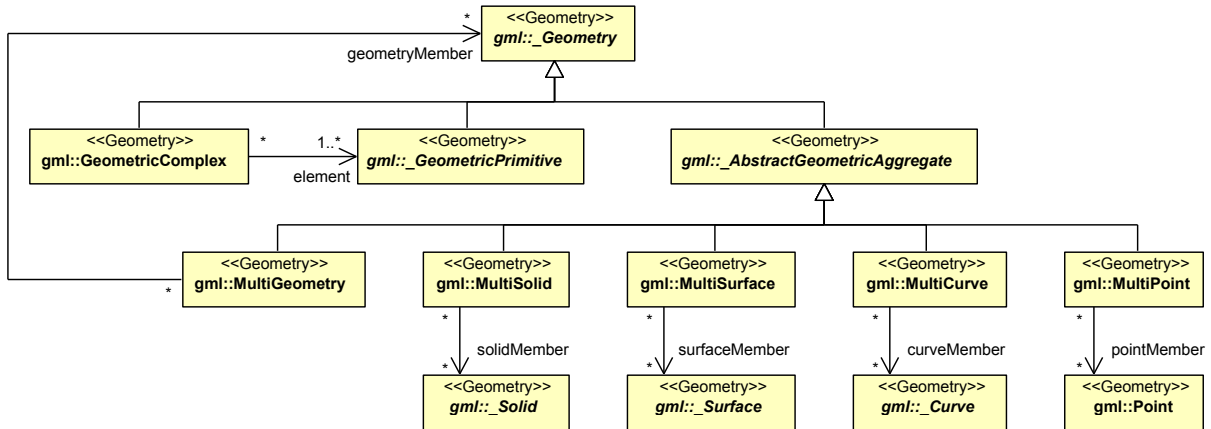 *
<<Geometry>>
gml::_Geometry
geometryMember
<<Geometry>>
gml::GeometricComplex
*
1..*
element
<<Geometry>>
gml::_GeometricPrimitive
<<Geometry>>
gml::_AbstractGeometricAggregate
*
<<Geometry>>
gml::MultiGeometry
<<Geometry>>
gml::MultiSolid
<<Geometry>>
gml::MultiSurface
<<Geometry>>
gml::MultiCurve
<<Geometry>>
gml::MultiPoint
*
solidMember
*
*
surfaceMember
*
*
curveMember
*
*
pointMember
*
<<Geometry>>
gml::_Solid
<<Geometry>>
gml::_Surface
<<Geometry>>
gml::_Curve
<<Geometry>>
gml::Point